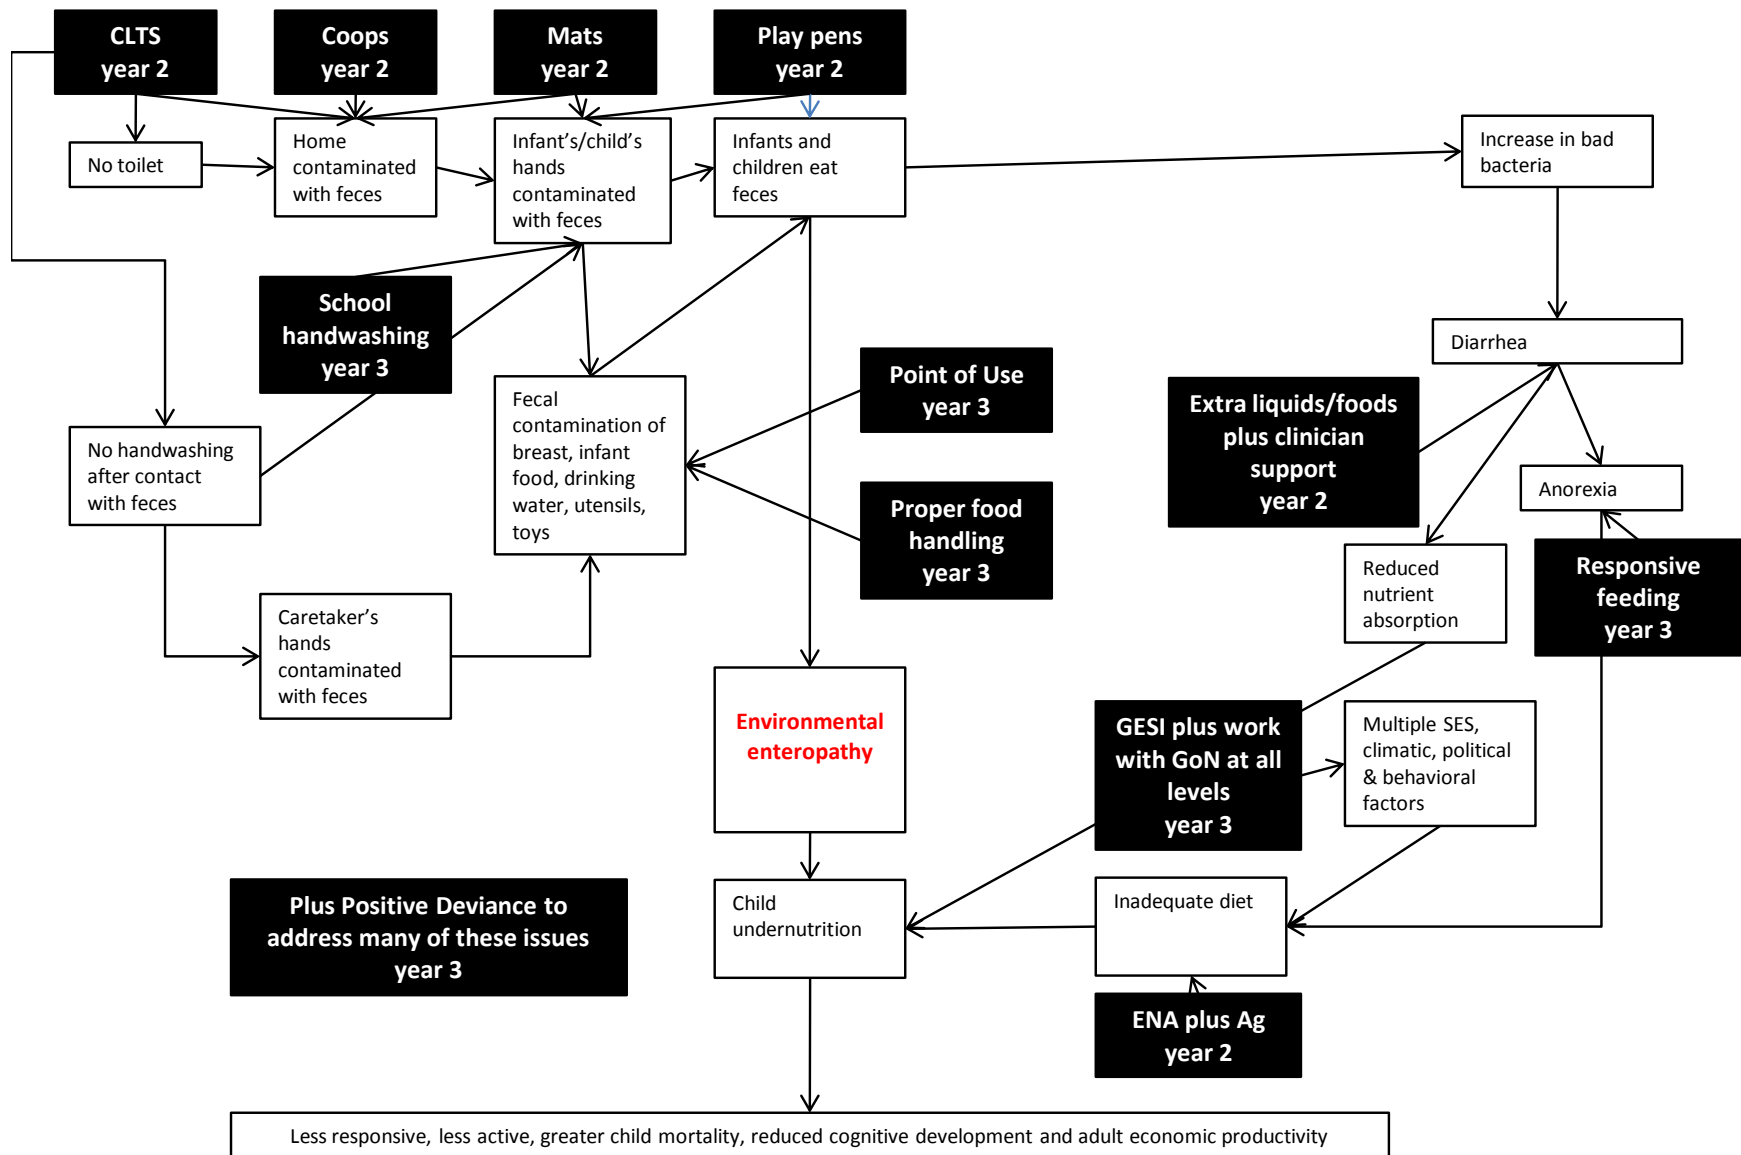 CLTS
year 2
Coops
year 2
Mats
year 2
Play pens
year 2
No toilet
Home
contaminated
with feces
Infant's/child's
hands
contaminated
with feces
Infants and
children eat
feces
Increase in bad
bacteria
School
handwashing
year 3
Diarrhea
Point of Use
year 3
Extra liquids/foods
plus clinician
support
year 2
Fecal
contamination of
breast, infant
food, drinking
water, utensils,
toys
No handwashing
after contact
with feces
Anorexia
Proper food
handling
year 3
Reduced
nutrient
absorption
Responsive
feeding
year 3
Caretaker's
hands
contaminated
with feces
Environmental
enteropathy
GESI plus work
with GoN at all
levels
year 3
Multiple SES,
climatic, political
& behavioral
factors
Plus Positive Deviance to
address many of these issues
year 3
Child
undernutrition
Inadequate diet
ENA plus Ag
year 2
Less responsive, less active, greater child mortality, reduced cognitive development and adult economic productivity